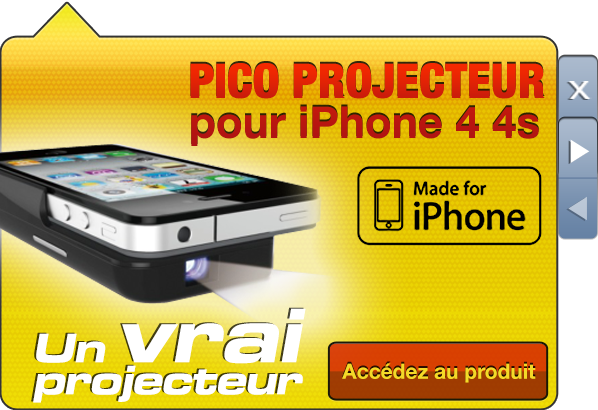 PICO PROJECTEUR
pour iPhone 4 4s
Made for
iPhone
Un vrai
projecteur
Accédez au produit
X